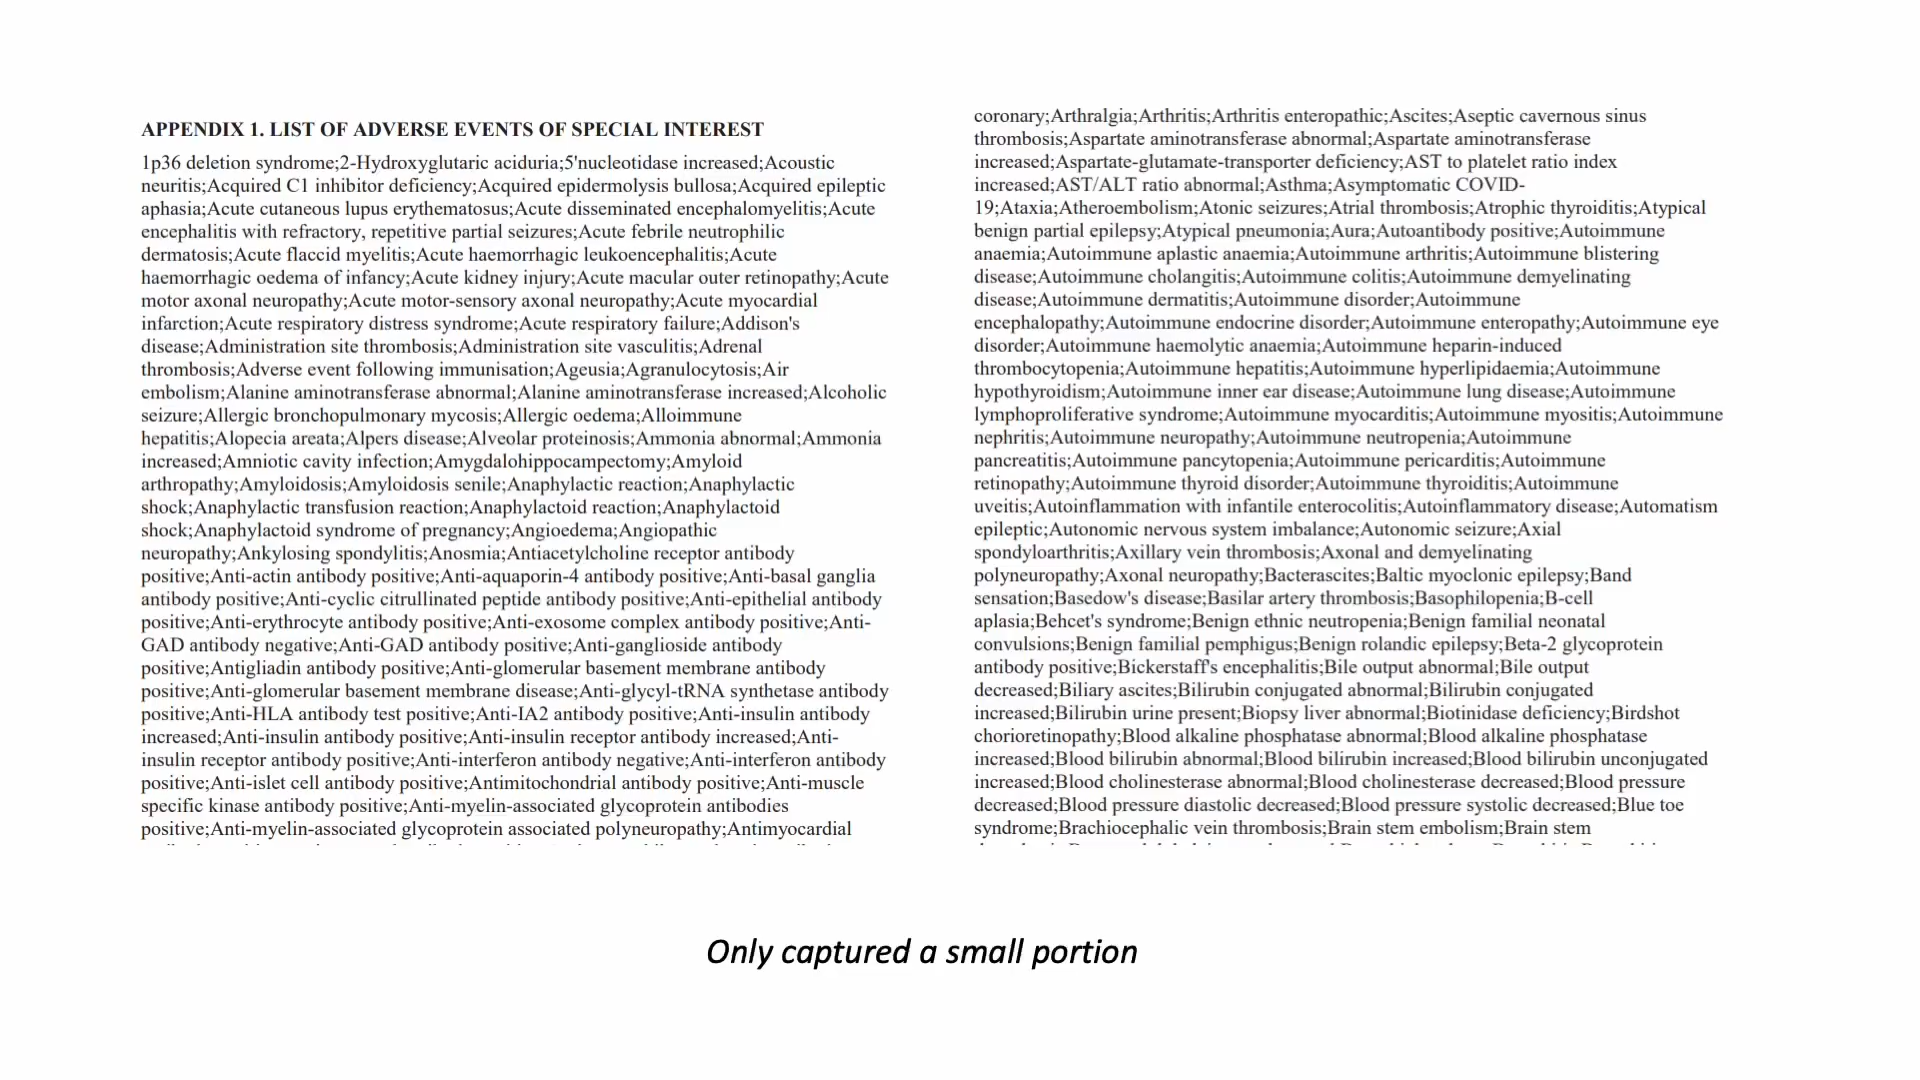 APPENDIX 1. LIST OF ADVERSE EVENTS OF SPECIAL INTEREST
1p36 deletion syndrome;2-Hydroxyglutaric aciduria;5'nucleotidase increased;Acoustic
neuritis;Acquired C1 inhibitor deficiency;Acquired epidermolysis bullosa;Acquired epileptic
aphasia;Acute cutaneous lupus erythematosus;Acute disseminated encephalomyelitis;Acute
encephalitis with refractory, repetitive partial seizures;Acute febrile neutrophilic
dermatosis;Acute flaccid myelitis;Acute haemorrhagic leukoencephalitis;Acute
haemorrhagic oedema of infancy;Acute kidney injury;Acute macular outer retinopathy;Acute
motor axonal neuropathy;Acute motor-sensory axonal neuropathy;Acute myocardial
infarction;Acute respiratory distress syndrome;Acute respiratory failure;Addison's
disease;Administration site thrombosis;Administration site vasculitis;Adrenal
thrombosis;Adverse event following immunisation;Ageusia;Agranulocytosis;Air
embolism;Alanine aminotransferase abnormal;Alanine aminotransferase increased;Alcoholic
seizure;Allergic bronchopulmonary mycosis;Allergic oedema;Alloimmune
hepatitis;Alopecia areata;Alpers disease;Alveolar proteinosis;Ammonia abnormal;Ammonia
increased;Amniotic cavity infection;Amygdalohippocampectomy;Amyloid
arthropathy;Amyloidosis;Amyloidosis senile;Anaphylactic reaction;Anaphylactic
shock;Anaphylactic transfusion reaction;Anaphylactoid reaction;Anaphylactoid
shock;Anaphylactoid syndrome of pregnancy;Angioedema;Angiopathic
neuropathy;Ankylosing spondylitis;Anosmia;Antiacetylcholine receptor antibody
positive;Anti-actin antibody positive;Anti-aquaporin-4 antibody positive;Anti-basal ganglia
antibody positive;Anti-cyclic citrullinated peptide antibody positive;Anti-epithelial antibody
positive;Anti-erythrocyte antibody positive;Anti-exosome complex antibody positive;Anti-
GAD antibody negative;Anti-GAD antibody positive;Anti-ganglioside antibody
positive;Antigliadin antibody positive;Anti-glomerular basement membrane antibody
positive;Anti-glomerular basement membrane disease;Anti-glycyl-tRNA synthetase antibody
positive;Anti-HLA antibody test positive;Anti-IA2 antibody positive;Anti-insulin antibody
increased;Anti-insulin antibody positive;Anti-insulin receptor antibody increased;Anti-
insulin receptor antibody positive;Anti-interferon antibody negative;Anti-interferon antibody
positive;Anti-islet cell antibody positive;Antimitochondrial antibody positive;Anti-muscle
specific kinase antibody positive;Anti-myelin-associated glycoprotein antibodies
positive;Anti-myelin-associated glycoprotein associated polyneuropathy;Antimyocardial
coronary;Arthralgia;Arthritis;Arthritis enteropathic;Ascites;Aseptic cavernous sinus
thrombosis;Aspartate aminotransferase abnormal;Aspartate aminotransferase
increased;Aspartate-glutamate-transporter deficiency;AST to platelet ratio index
increased;AST/ALT ratio abnormal;Asthma;Asymptomatic COVID-
19;Ataxia;Atheroembolism;Atonic seizures;Atrial thrombosis;Atrophic thyroiditis;Atypical
benign partial epilepsy;Atypical pneumonia;Aura;Autoantibody positive;Autoimmune
anaemia;Autoimmune aplastic anaemia;Autoimmune arthritis;Autoimmune blistering
disease;Autoimmune cholangitis;Autoimmune colitis;Autoimmune demyelinating
disease;Autoimmune dermatitis;Autoimmune disorder;Autoimmune
encephalopathy;Autoimmune endocrine disorder;Autoimmune enteropathy;Autoimmune eye
disorder;Autoimmune haemolytic anaemia;Autoimmune heparin-induced
thrombocytopenia;Autoimmune hepatitis;Autoimmune hyperlipidaemia;Autoimmune
hypothyroidism;Autoimmune inner ear disease;Autoimmune lung disease;Autoimmune
lymphoproliferative syndrome;Autoimmune myocarditis;Autoimmune myositis;Autoimmune
nephritis;Autoimmune neuropathy;Autoimmune neutropenia;Autoimmune
pancreatitis;Autoimmune pancytopenia;Autoimmune pericarditis;Autoimmune
retinopathy;Autoimmune thyroid disorder;Autoimmune thyroiditis;Autoimmune
uveitis;Autoinflammation with infantile enterocolitis;Autoinflammatory disease;Automatism
epileptic;Autonomic nervous system imbalance;Autonomic seizure;Axial
spondyloarthritis;Axillary vein thrombosis;Axonal and demyelinating
polyneuropathy;Axonal neuropathy;Bacterascites;Baltic myoclonic epilepsy;Band
sensation;Basedow's disease;Basilar artery thrombosis;Basophilopenia;B-cell
aplasia;Behcet's syndrome;Benign ethnic neutropenia;Benign familial neonatal
convulsions;Benign familial pemphigus;Benign rolandic epilepsy;Beta-2 glycoprotein
antibody positive;Bickerstaff's encephalitis;Bile output abnormal;Bile output
decreased;Biliary ascites;Bilirubin conjugated abnormal;Bilirubin conjugated
increased;Bilirubin urine present;Biopsy liver abnormal;Biotinidase deficiency;Birdshot
chorioretinopathy;Blood alkaline phosphatase abnormal;Blood alkaline phosphatase
increased;Blood bilirubin abnormal;Blood bilirubin increased;Blood bilirubin unconjugated
increased;Blood cholinesterase abnormal;Blood cholinesterase decreased;Blood pressure
decreased;Blood pressure diastolic decreased;Blood pressure systolic decreased;Blue toe
syndrome;Brachiocephalic vein thrombosis;Brain stem embolism;Brain stem
Only captured a small portion